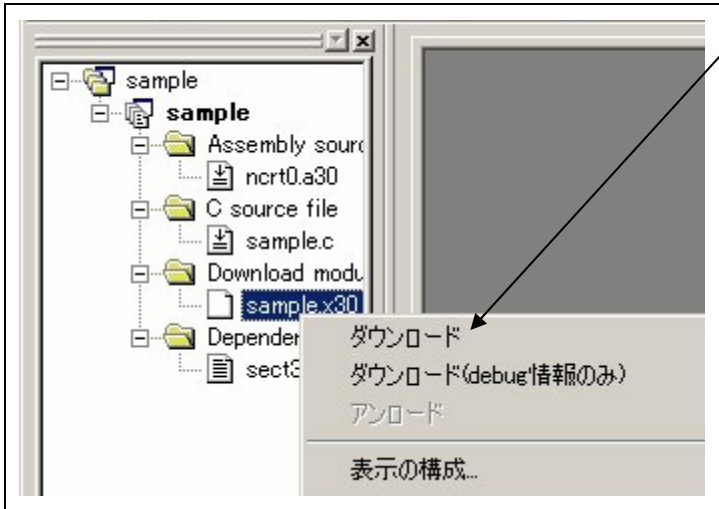 sample
sample
Assembly sourc
ncrt0.a30
C source file
sample.c
Download modu
sample.x30
Depender
sect3
ダウンロード
ダウンロード(debug情報のみ)
アンロード
表示の構成...